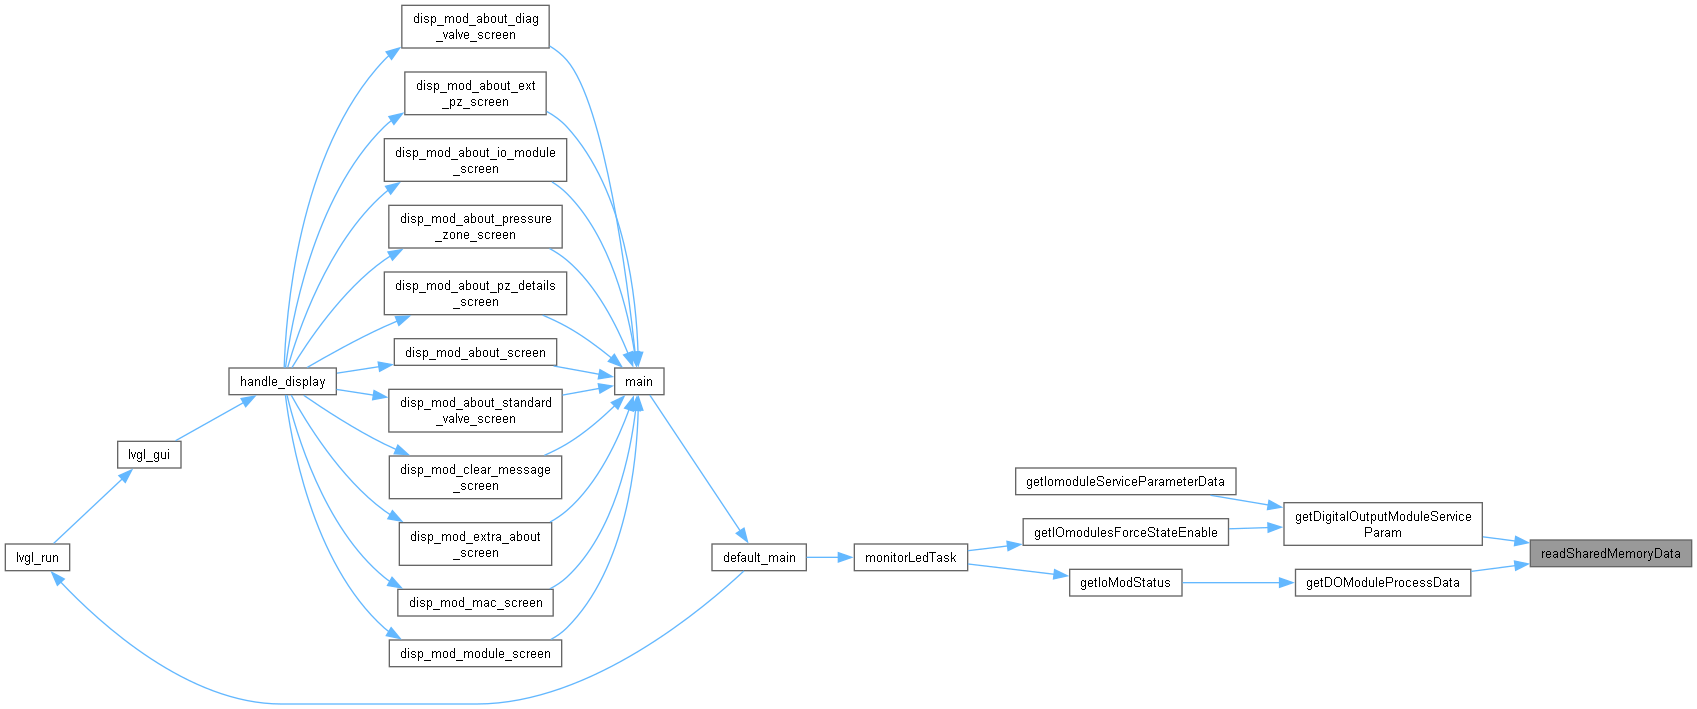 disp_mod_about_diag
_valve_screen
disp_mod_about_ext
_pz_screen
disp_mod_about_io_module
_screen
disp_mod_about_pressure
_zone_screen
disp_mod_about_pz_details
_screen
disp_mod_about_screen
handle_display
main
disp_mod_about_standard
_valve_screen
lvgl_gui
disp_mod_clear_message
_screen
getIomoduleServiceParameterData
getDigitalOutputModuleService
Param
disp_mod_extra_about
_screen
getIOmodulesForceStateEnable
lvgl_run
default_main
monitorLedTask
readSharedMemoryData
getIoModStatus
getDOModuleProcessData
disp_mod_mac_screen
disp_mod_module_screen